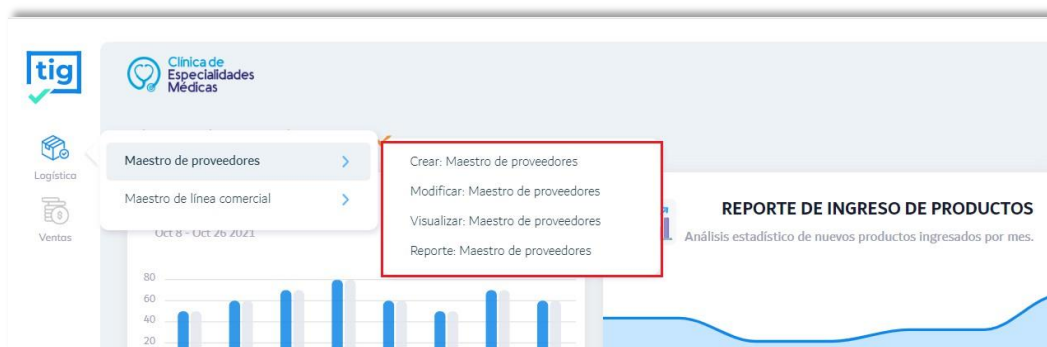 tig
Clínica de
Especialidades
Médicas
Logística
Ventas
Maestro de proveedores
Maestro de línea comercial
Crear: Maestro de proveedores
Modificar: Maestro de proveedores
Visualizar: Maestro de proveedores
Reporte: Maestro de proveedores
Oct 8 - Oct 26 2021
80
60
40
20
REPORTE DE INGRESO DE PRODUCTOS
Análisis estadístico de nuevos productos ingresados por mes.